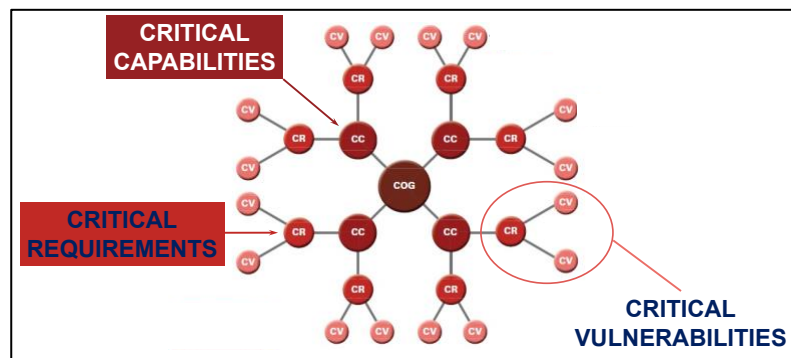 CRITICAL
CAPABILITIES
CV CV CV CV
CR CR
CV CV
CR CC CC CR
CV CV
COG
CV CV
CRITICAL
REQUIREMENTS
CR CC CC CR
CV CV
CR CR
CV CV CV CV
CRITICAL
VULNERABILITIES